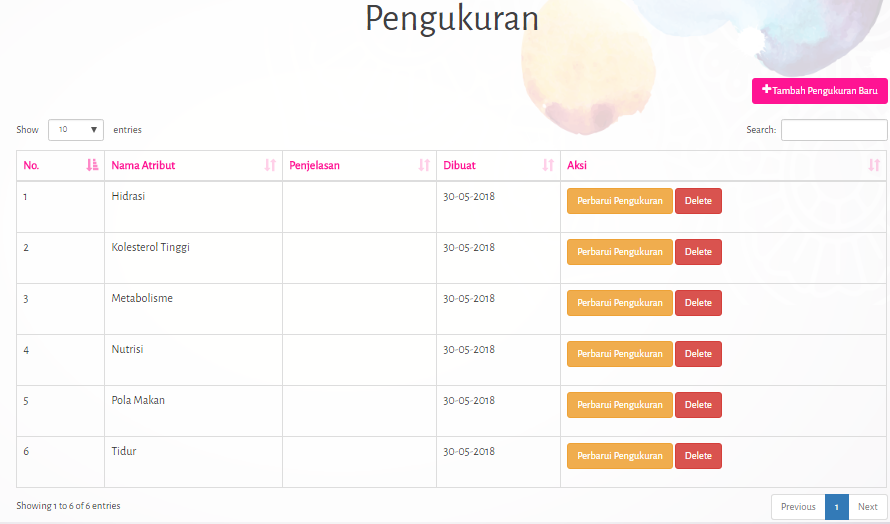 Pengukuran
Tambah Pengukuran Baru
Show 10 entries Search:
No. Nama Atribut Penjelasan Dibuat Aksi
1 Hidrasi 30-05-2018 Perbarui Pengukuran Delete
2 Kolesterol Tinggi 30-05-2018 Perbarui Pengukuran Delete
3 Metabolisme 30-05-2018 Perbarui Pengukuran Delete
4 Nutrisi 30-05-2018 Perbarui Pengukuran Delete
5 Pola Makan 30-05-2018 Perbarui Pengukuran Delete
6 Tidur 30-05-2018 Perbarui Pengukuran Delete
Showing 1 to 6 of 6 entries Previous 1 Next